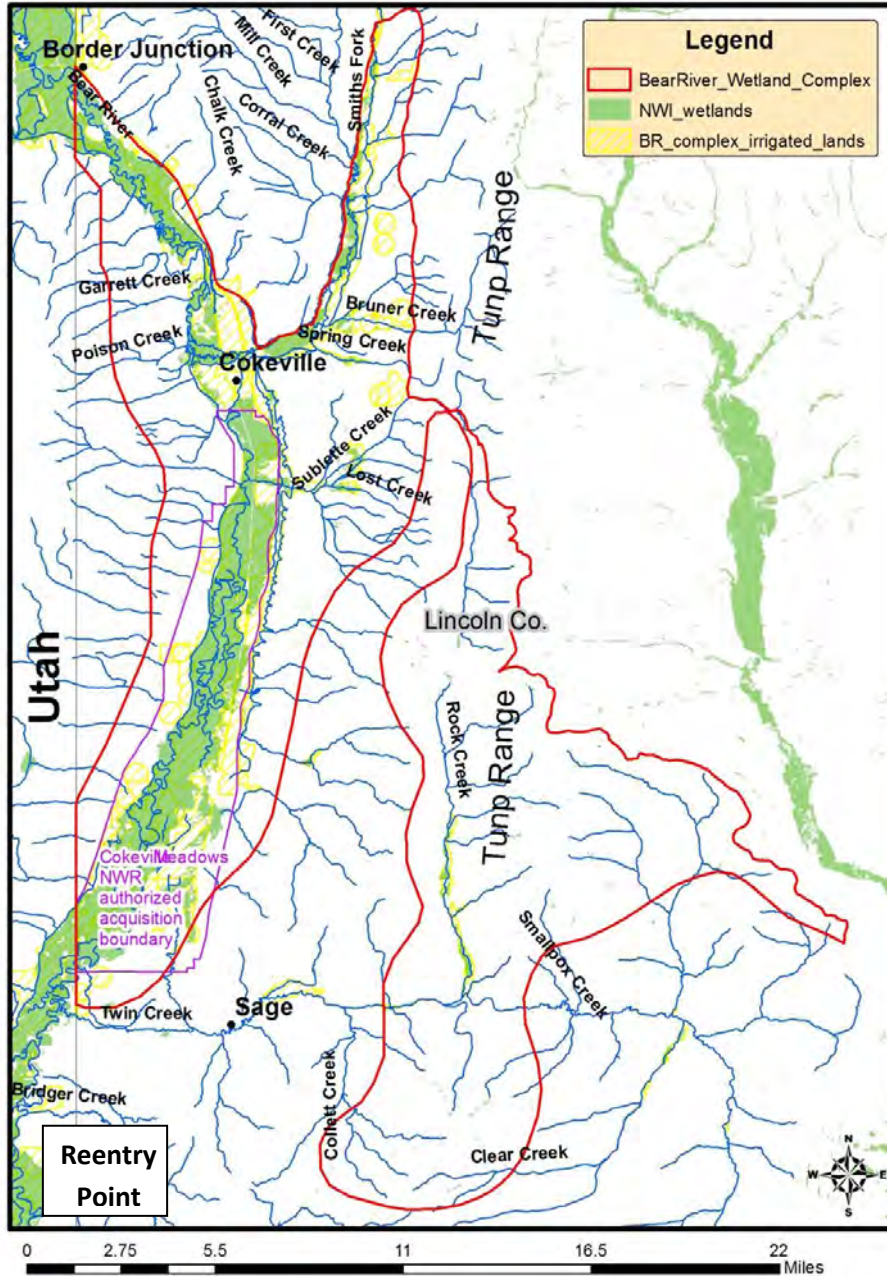 Legend
BearRiver_Wetland_Complex
NWI_wetlands
BR_complex_irrigated_lands
Border Junction
Bear River
First Creek
Mill Creek
Corral Creek
Chalk Creek
Smiths Fork
Tunp Range
Garrett Creek
Poison Creek
Bruner Creek
Spring Creek
Cokeville
Sublette Creek
Lost Creek
Utah
Lincoln Co.
Rock Creek
Tunp Range
Cokeville Meadows
NWR
authorized
acquisition
boundary
Smallpox Creek
Twin Creek
Sage
Collett Creek
Bridger Creek
Clear Creek
Reentry
Point
N
W E
S
0 2.75 5.5 11 16.5 22
Miles